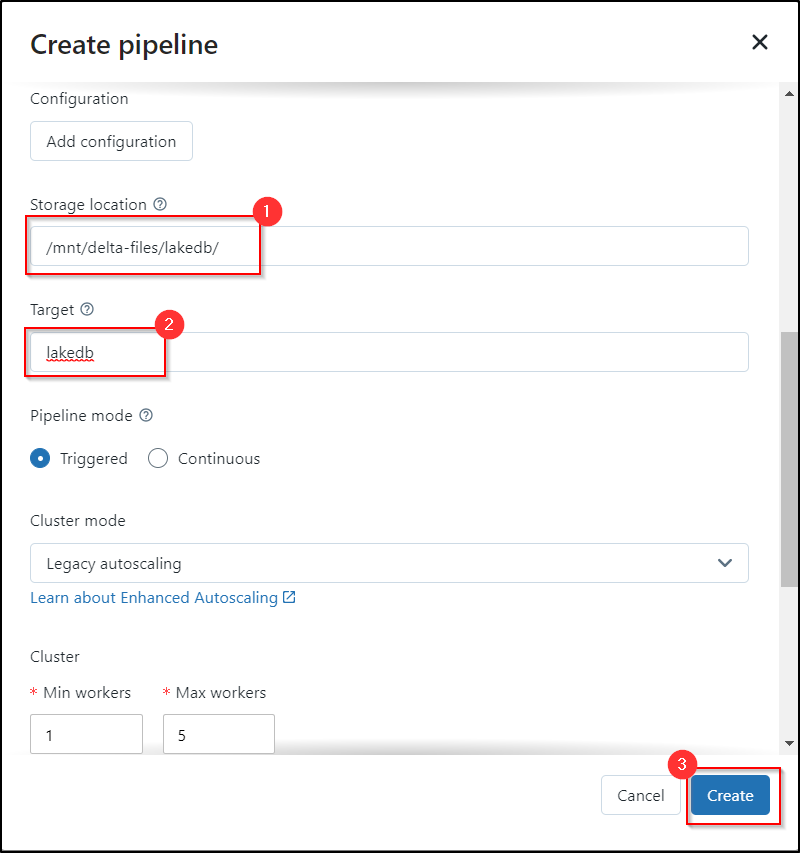 Create pipeline
Configuration
Add configuration
Storage location
1
/mnt/delta-files/lakedb/
Target
2
lakedb
Pipeline mode
Triggered Continuous
Cluster mode
Legacy autoscaling
Learn about Enhanced Autoscaling
Cluster
* Min workers * Max workers
1 5
3
Cancel Create